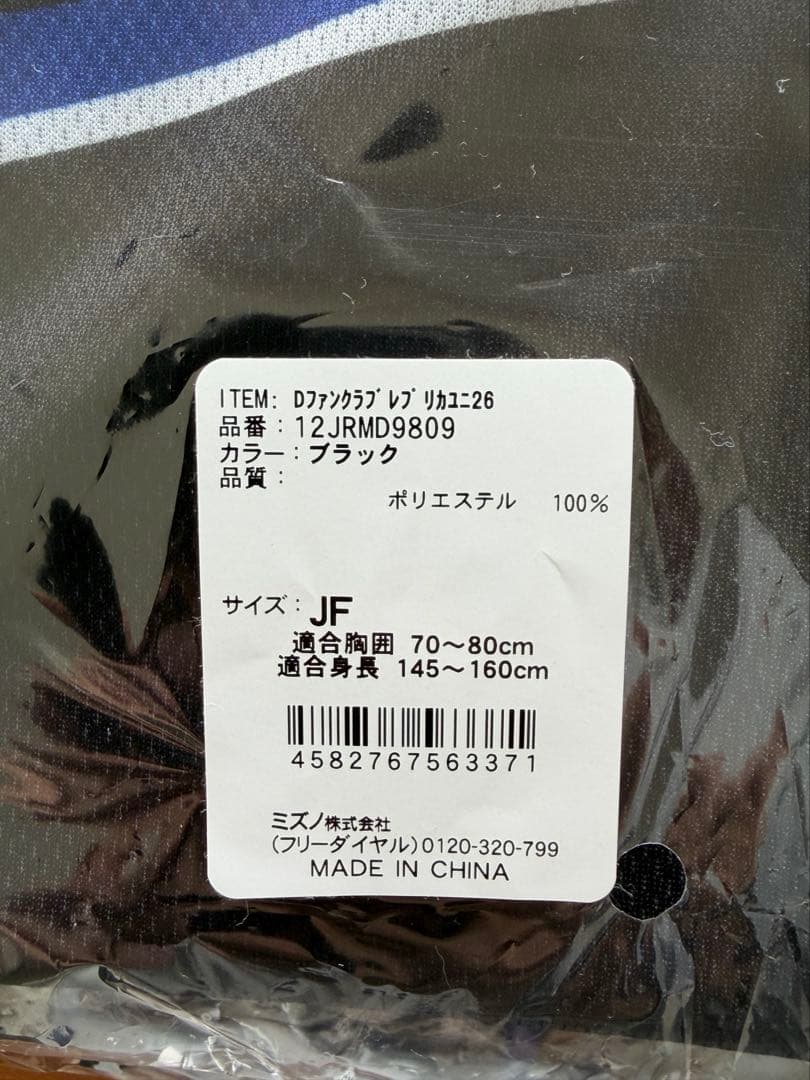 ITEM: Dﾌｧﾝｸﾗﾌﾞﾚﾌﾟﾘｶﾕﾆ26
品番：12JRMD9809
カラー：ブラック
品質：
ポリエステル 100%
サイズ：JF
適合胸囲 70～80cm
適合身長 145～160cm
4582767563371
ミズノ株式会社
(フリーダイヤル)0120-320-799
MADE IN CHINA